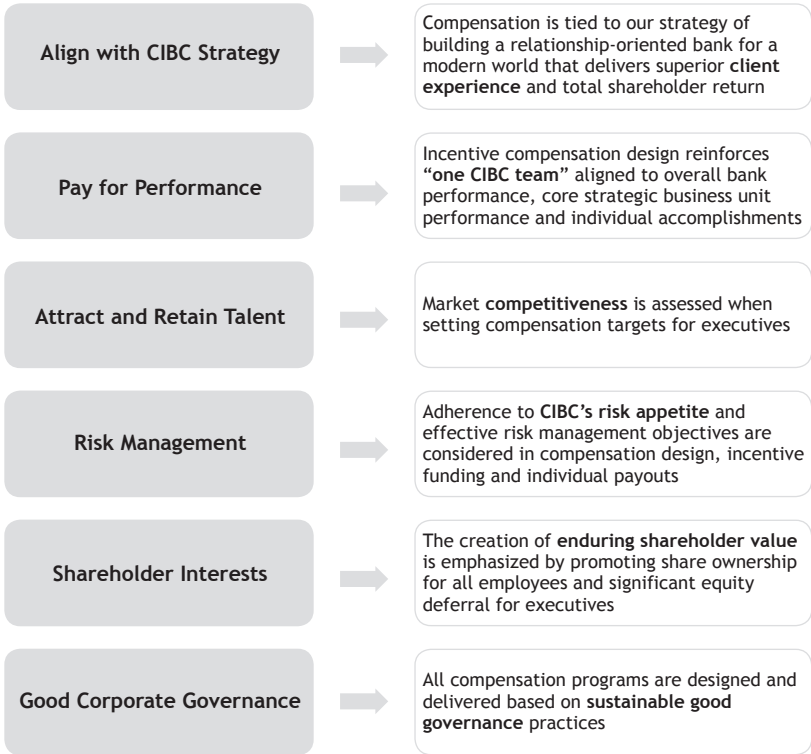 Align with CIBC Strategy
Compensation is tied to our strategy of
building a relationship-oriented bank for a
modern world that delivers superior client
experience and total shareholder return
Pay for Performance
Incentive compensation design reinforces
“one CIBC team” aligned to overall bank
performance, core strategic business unit
performance and individual accomplishments
Attract and Retain Talent
Market competitiveness is assessed when
setting compensation targets for executives
Risk Management
Adherence to CIBC’s risk appetite and
effective risk management objectives are
considered in compensation design, incentive
funding and individual payouts
Shareholder Interests
The creation of enduring shareholder value
is emphasized by promoting share ownership
for all employees and significant equity
deferral for executives
Good Corporate Governance
All compensation programs are designed and
delivered based on sustainable good
governance practices